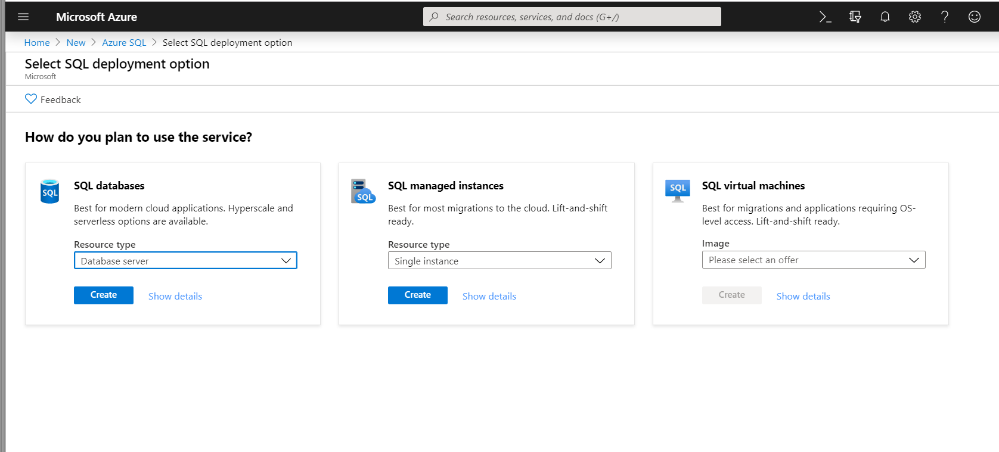 Microsoft Azure
Search resources, services, and docs (G+/)
Home > New > Azure SQL > Select SQL deployment option
Select SQL deployment option
Microsoft
Feedback
How do you plan to use the service?
SQL
SQL databases
Best for modern cloud applications. Hyperscale and
serverless options are available.
Resource type
Database server
Create
Show details
SQL
SQL managed instances
Best for most migrations to the cloud. Lift-and-shift
ready.
Resource type
Single instance
Create
Show details
SQL
SQL virtual machines
Best for migrations and applications requiring OS-
level access. Lift-and-shift ready.
Image
Please select an offer
Create
Show details